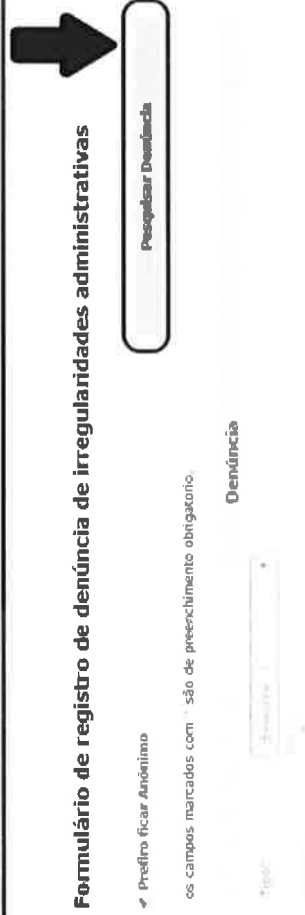 Formulário de registro de denúncia de irregularidades administrativas
Pesquisar Denúncia
✔ Prefiro ficar Anônimo
os campos marcados com * são de preenchimento obrigatorio.
Denúncia
Tipo*